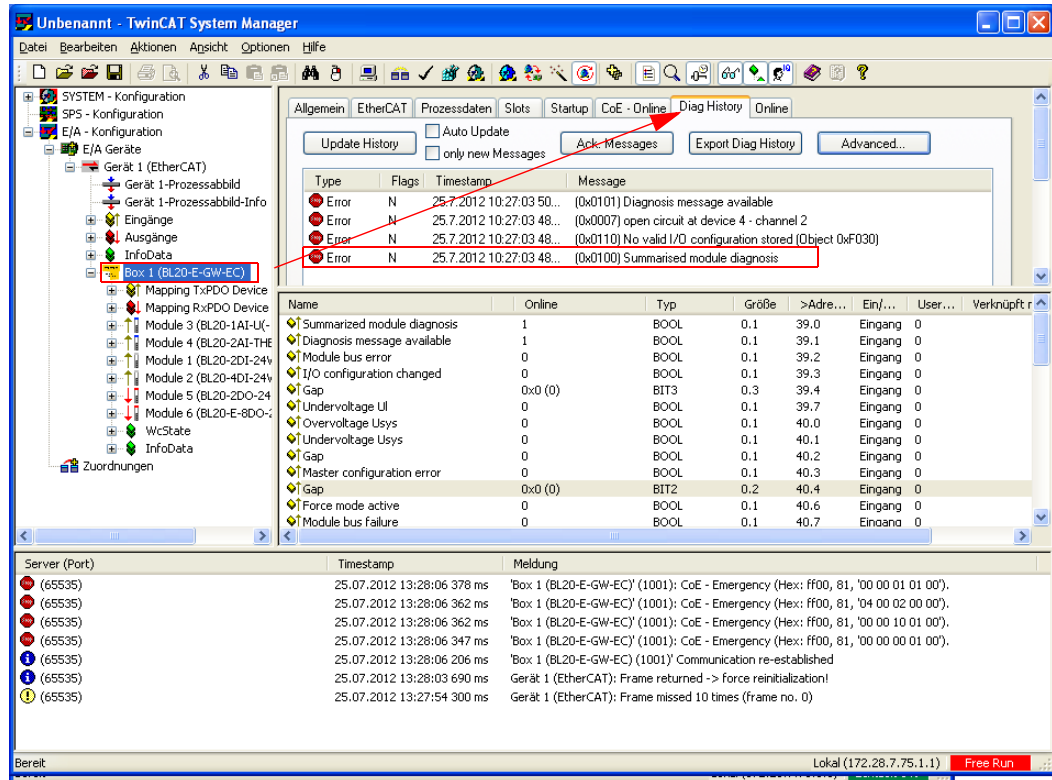 Unbenannt - TwinCAT System Manager
Datei Bearbeiten Aktionen Ansicht Optionen Hilfe
SYSTEM - Konfiguration
SPS - Konfiguration
E/A - Konfiguration
E/A Geräte
Gerät 1 (EtherCAT)
Gerät 1-Prozessabbild
Gerät 1-Prozessabbild-Info
Eingänge
Ausgänge
InfoData
Box 1 (BL20-E-GW-EC)
Mapping TxPDO Device
Mapping RxPDO Device
Module 3 (BL20-1AI-U(-
Module 4 (BL20-2AI-THE
Module 1 (BL20-2DI-24V
Module 2 (BL20-4DI-24V
Module 5 (BL20-2DO-24
Module 6 (BL20-E-8DO-2
WcState
InfoData
Zuordnungen
Allgemein EtherCAT Prozessdaten Slots Startup CoE - Online Diag History Online
Update History
Auto Update
only new Messages
Ack. Messages
Export Diag History
Advanced...
Type Flags Timestamp Message
Error N 25.7.2012 10:27:03 50... (0x0101) Diagnosis message available
Error N 25.7.2012 10:27:03 48... (0x0007) open circuit at device 4 - channel 2
Error N 25.7.2012 10:27:03 48... (0x0110) No valid I/O configuration stored (Object 0xF030)
Error N 25.7.2012 10:27:03 48... (0x0100) Summarised module diagnosis
Name Online Typ Größe >Adre... Ein/... User... Verknüpft
Summarized module diagnosis 1 BOOL 0.1 39.0 Eingang 0
Diagnosis message available 1 BOOL 0.1 39.1 Eingang 0
Module bus error 0 BOOL 0.1 39.2 Eingang 0
I/O configuration changed 0 BOOL 0.1 39.3 Eingang 0
Gap 0x0 (0) BIT3 0.3 39.4 Eingang 0
Undervoltage Ul 0 BOOL 0.1 39.7 Eingang 0
Overvoltage Usys 0 BOOL 0.1 40.0 Eingang 0
Undervoltage Usys 0 BOOL 0.1 40.1 Eingang 0
Gap 0 BOOL 0.1 40.2 Eingang 0
Master configuration error 0 BOOL 0.1 40.3 Eingang 0
Gap 0x0 (0) BIT2 0.2 40.4 Eingang 0
Force mode active 0 BOOL 0.1 40.6 Eingang 0
Module bus failure 0 BOOL 0.1 40.7 Eingang 0
Server (Port) Timestamp Meldung
(65535) 25.07.2012 13:28:06 378 ms 'Box 1 (BL20-E-GW-EC)' (1001): CoE - Emergency (Hex: ff00, 81, '00 00 01 01 00').
(65535) 25.07.2012 13:28:06 362 ms 'Box 1 (BL20-E-GW-EC)' (1001): CoE - Emergency (Hex: ff00, 81, '04 00 02 00 00').
(65535) 25.07.2012 13:28:06 362 ms 'Box 1 (BL20-E-GW-EC)' (1001): CoE - Emergency (Hex: ff00, 81, '00 00 10 01 00').
(65535) 25.07.2012 13:28:06 347 ms 'Box 1 (BL20-E-GW-EC)' (1001): CoE - Emergency (Hex: ff00, 81, '00 00 00 01 00').
(65535) 25.07.2012 13:28:06 206 ms 'Box 1 (BL20-E-GW-EC) (1001)' Communication re-established
(65535) 25.07.2012 13:28:03 690 ms Gerät 1 (EtherCAT): Frame returned -> force reinitialization!
(65535) 25.07.2012 13:27:54 300 ms Gerät 1 (EtherCAT): Frame missed 10 times (frame no. 0)
Bereit Lokal (172.28.7.75.1.1) Free Run